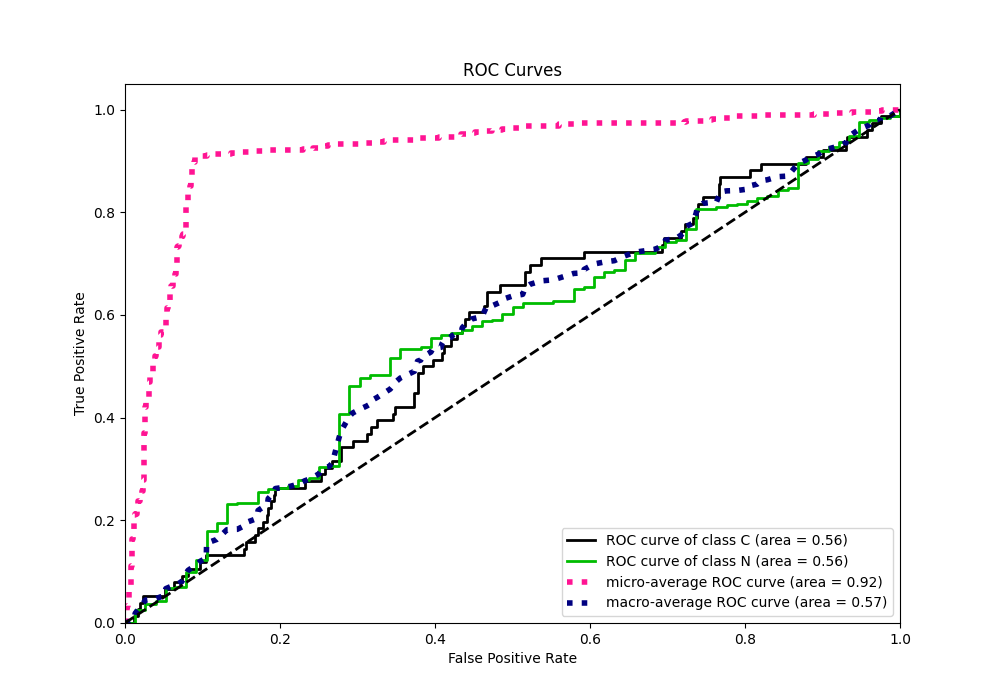 ROC Curves
True Positive Rate
1.0
0.8
0.6
0.4
0.2
0.0
0.0 0.2 0.4 0.6 0.8 1.0
False Positive Rate
ROC curve of class C (area = 0.56)
ROC curve of class N (area = 0.56)
micro-average ROC curve (area = 0.92)
macro-average ROC curve (area = 0.57)